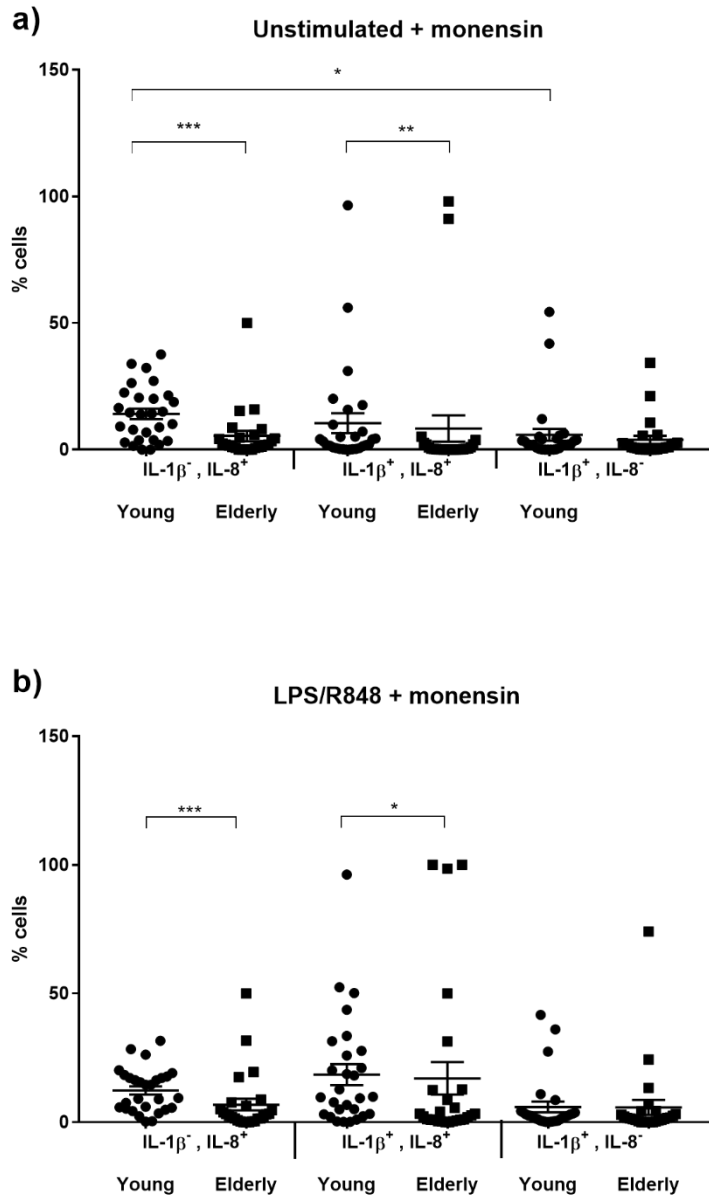 a)
Unstimulated + monensin
150
*
***
**
100
% cells
50
0
IL-1β⁻ , IL-8⁺
IL-1β⁺ , IL-8⁺
IL-1β⁺ , IL-8⁻
Young Elderly Young Elderly Young
b)
LPS/R848 + monensin
150
***
*
100
% cells
50
0
IL-1β⁻ , IL-8⁺
IL-1β⁺ , IL-8⁺
IL-1β⁺ , IL-8⁻
Young Elderly Young Elderly Young Elderly